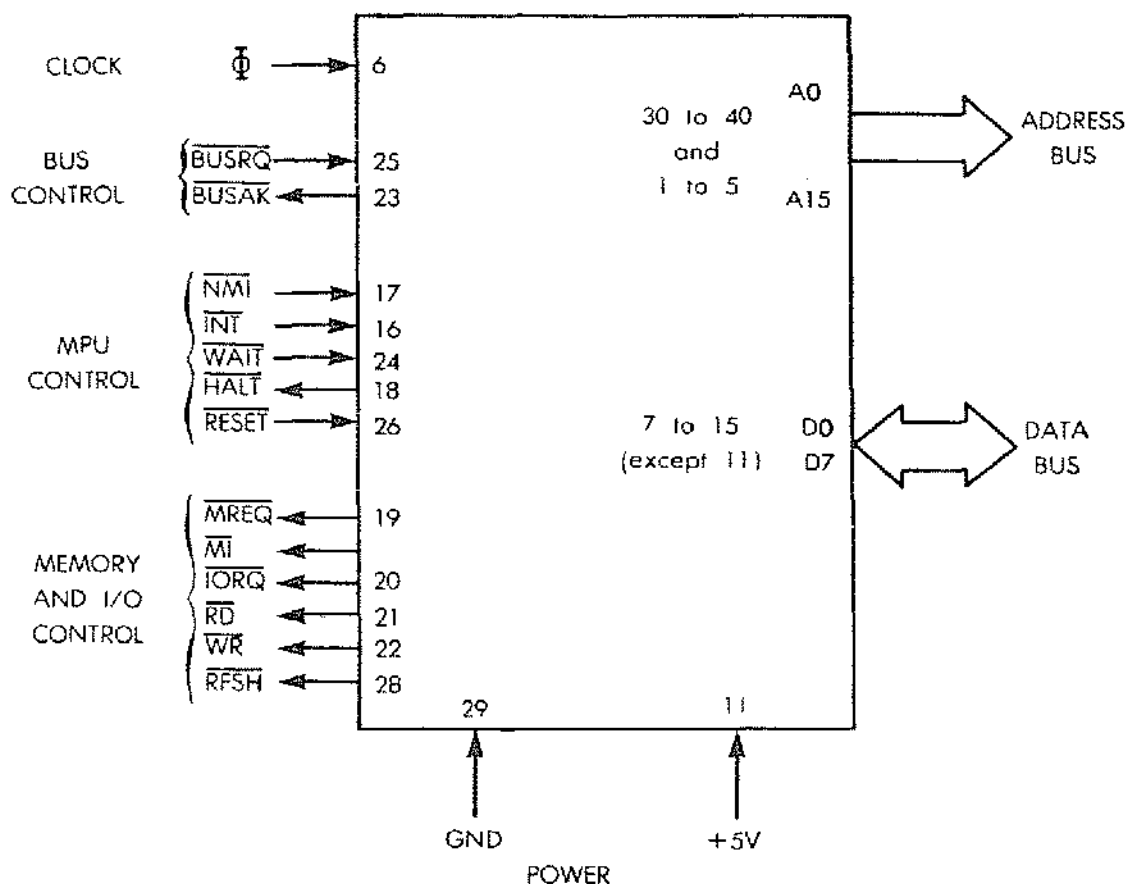 CLOCK Φ 6
BUS CONTROL
BUSRQ 25
BUSAK 23
MPU CONTROL
NMI 17
INT 16
WAIT 24
HALT 18
RESET 26
MEMORY AND I/O CONTROL
MREQ 19
MI
IORQ 20
RD 21
WR 22
RFSH 28
A0
30 to 40
and
1 to 5
A15
ADDRESS
BUS
7 to 15 D0
(except 11) D7
DATA
BUS
29 11
GND +5V
POWER